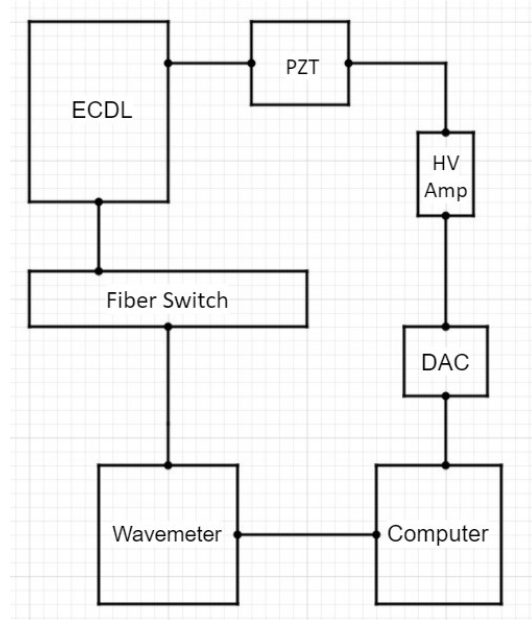 ECDL
PZT
HV
Amp
Fiber Switch
DAC
Wavemeter
Computer